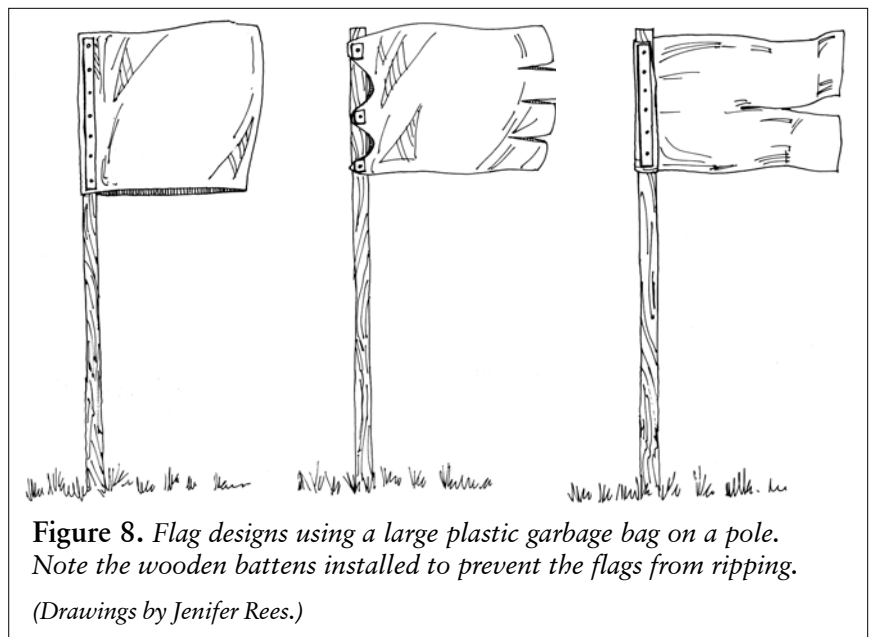 Figure 8. Flag designs using a large plastic garbage bag on a pole.
Note the wooden battens installed to prevent the flags from ripping.
(Drawings by Jenifer Rees.)